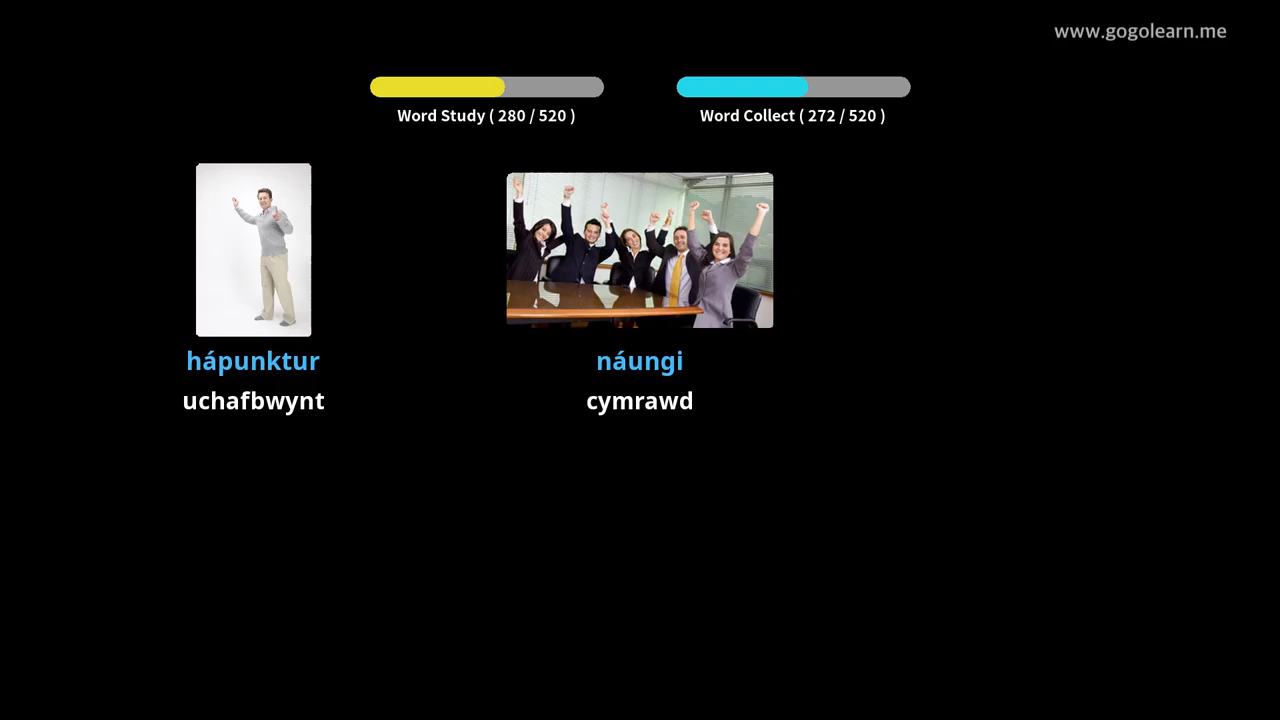 www.gogolearn.me
Word Study ( 280 / 520 )
Word Collect ( 272 / 520 )
hápunktur
náungi
uchafbwynt
cymrawd